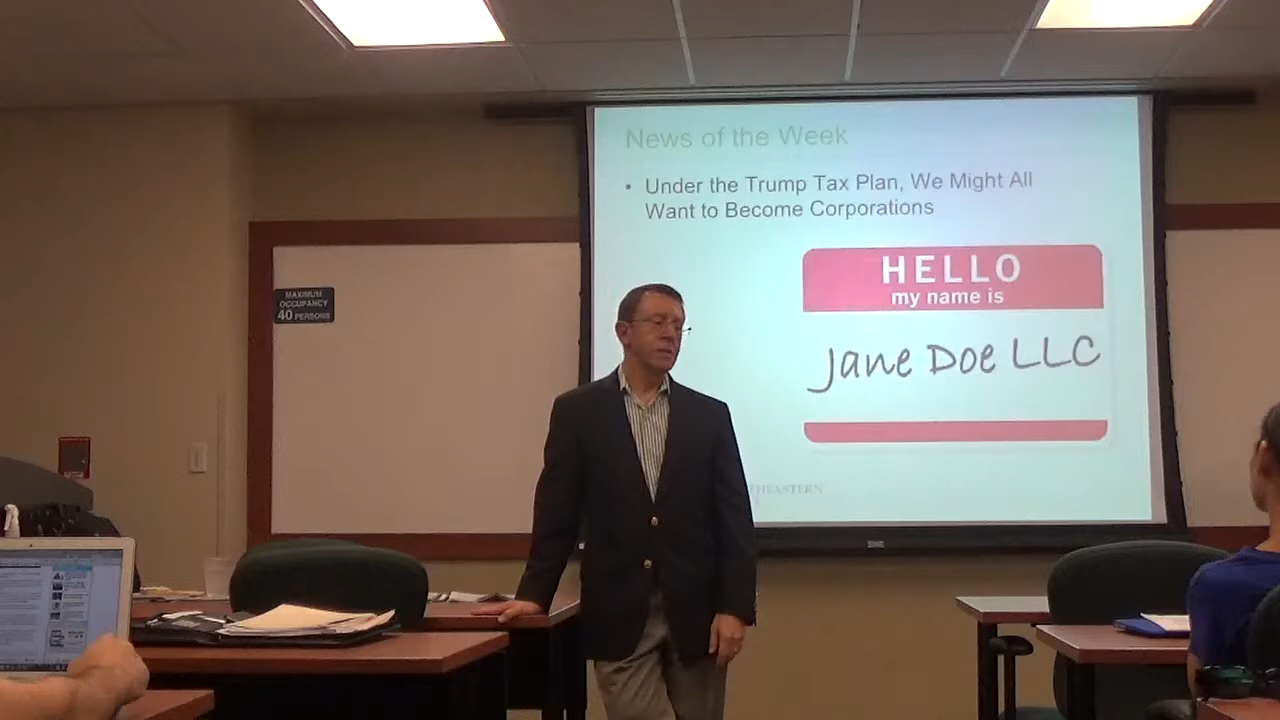 News of the Week
• Under the Trump Tax Plan, We Might All
Want to Become Corporations
HELLO
my name is
Jane Doe LLC
MAXIMUM
OCCUPANCY
40 PERSONS